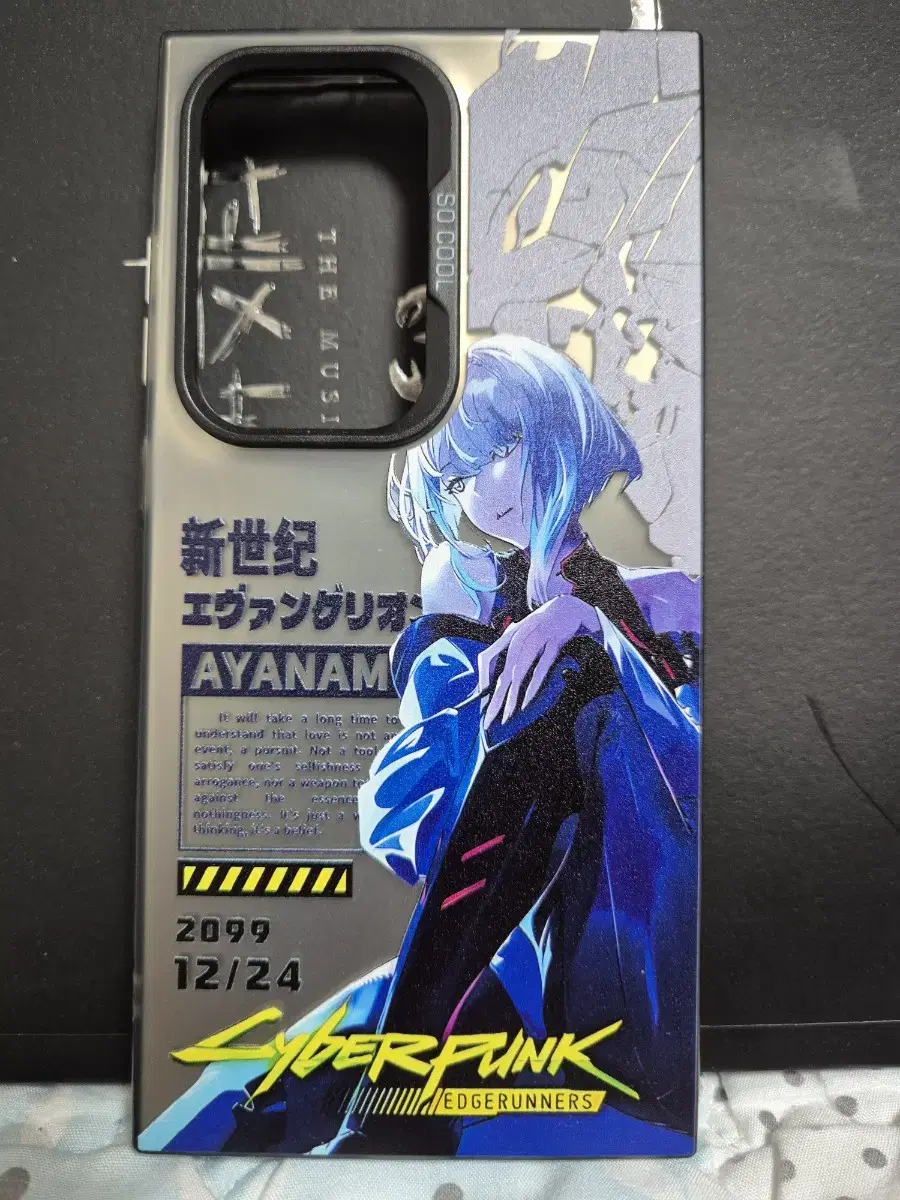 SO COOL
THE MUSI
新世纪
エヴァンゲリオン
AYANAM
It will take a long time to
understand that love is not an
event, a pursuit. Not a tool
satisfy one's selfishness
arrogance, nor a weapon to
against the essence
nothingness. It's just a w
thinking, it's a belief.
2099
12/24
CYBERPUNK
EDGERUNNERS